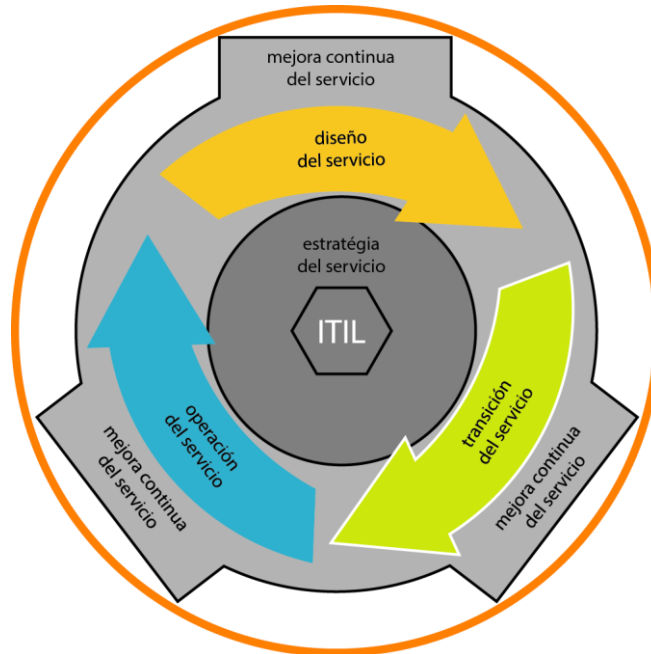 mejora continua
del servicio
diseño
del servicio
estratégia
del servicio
ITIL
transición
del servicio
mejora continua
del servicio
operación
del servicio
mejora continua
del servicio